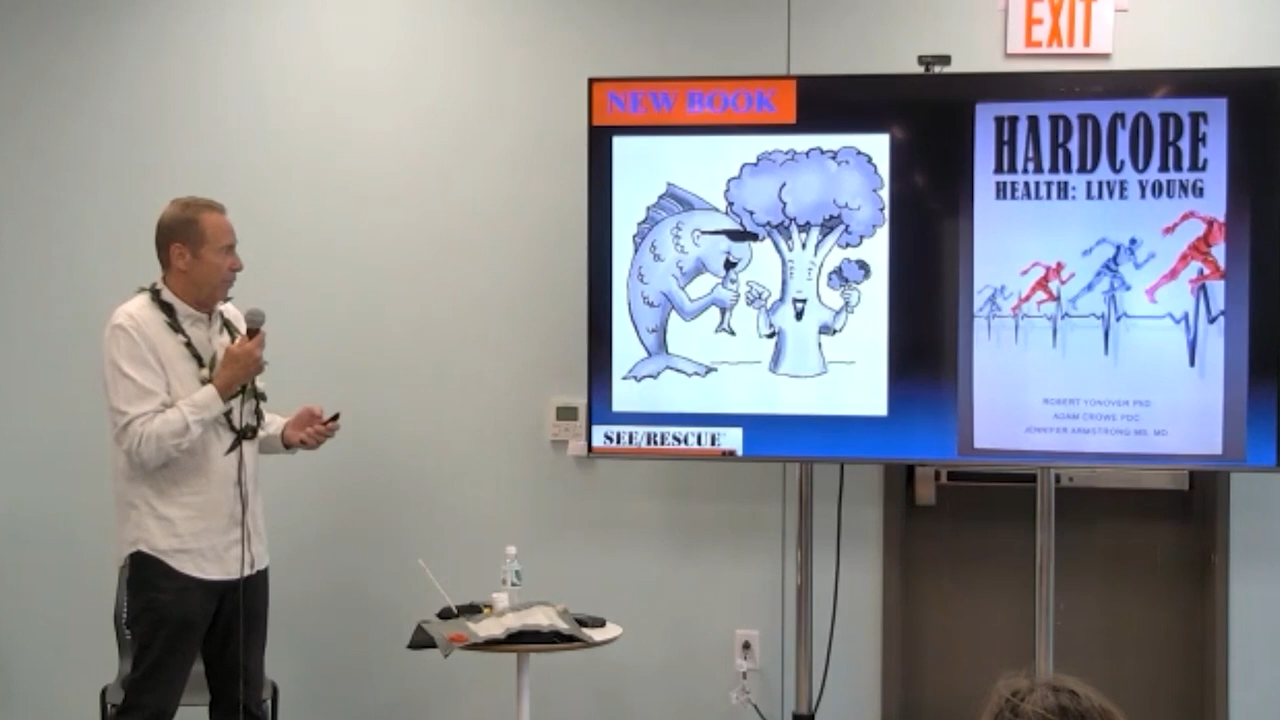 EXIT
NEW BOOK
HARDCORE
HEALTH: LIVE YOUNG
ROBERT YONOVER PhD
ADAM CROWE PDC
JENNIFER ARMSTRONG MS, MD
SEE/RESCUE